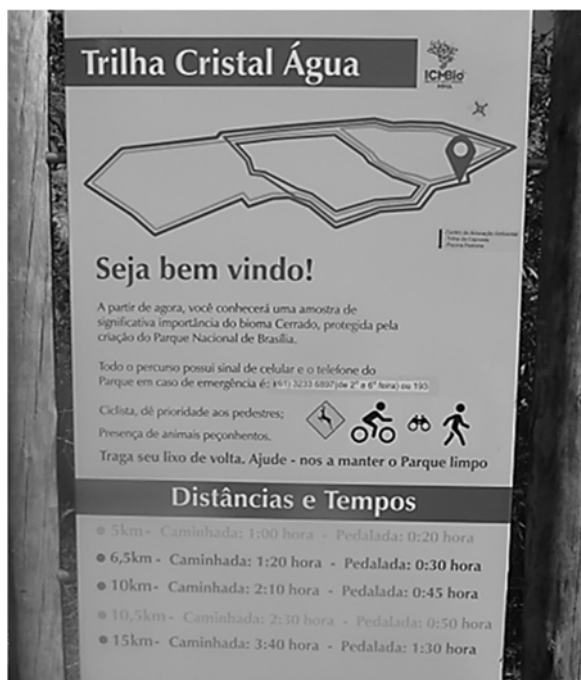 Trilha Cristal Água
ICMBio
MMA
Seja bem vindo!
A partir de agora, você conhecerá uma amostra de
significativa importância do bioma Cerrado, protegida pela
criação do Parque Nacional de Brasília.
Todo o percurso possui sinal de celular e o telefone do
Parque em caso de emergência é: (61) 3233 6897(de 2ª a 6ª feira) ou 193
Ciclista, dê prioridade aos pedestres;
Presença de animais peçonhentos.
Traga seu lixo de volta. Ajude - nos a manter o Parque limpo
Distâncias e Tempos
5km - Caminhada: 1:00 hora - Pedalada: 0:20 hora
6,5km - Caminhada: 1:20 hora - Pedalada: 0:30 hora
10km - Caminhada: 2:10 hora - Pedalada: 0:45 hora
10,5km - Caminhada: 2:30 hora - Pedalada: 0:50 hora
15km - Caminhada: 3:40 hora - Pedalada: 1:30 hora